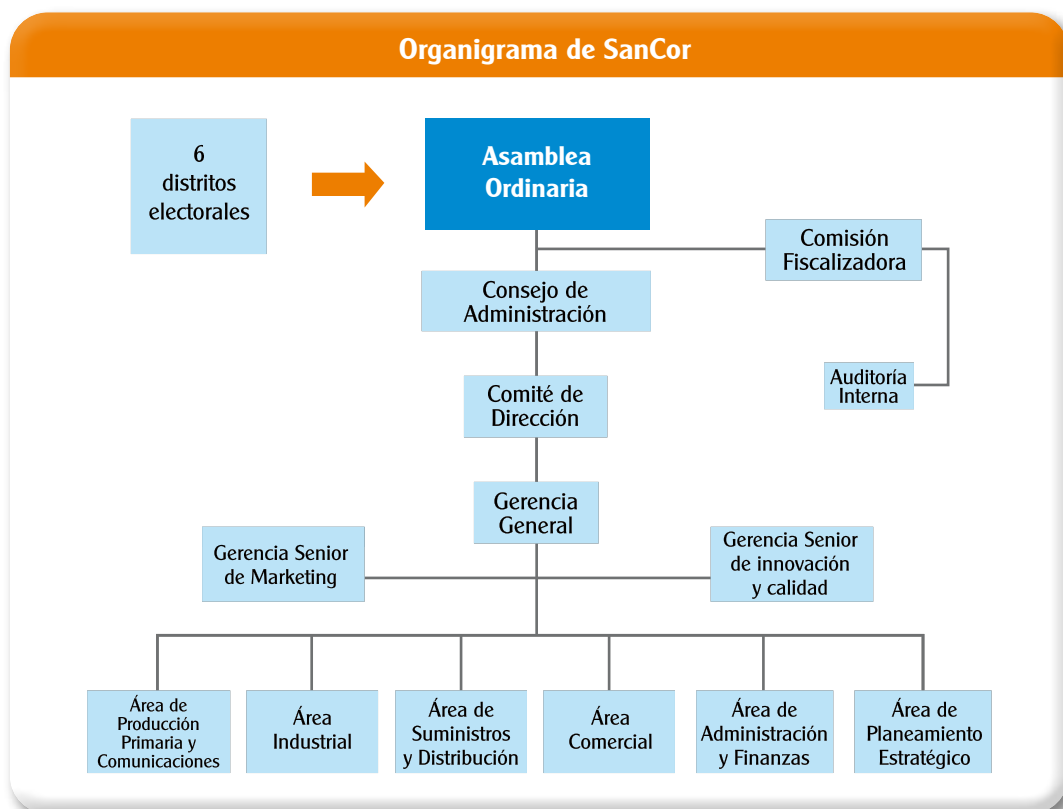 Organigrama de SanCor
6
distritos
electorales
Asamblea
Ordinaria
Comisión
Fiscalizadora
Consejo de
Administración
Auditoría
Interna
Comité de
Dirección
Gerencia
General
Gerencia Senior
de Marketing
Gerencia Senior
de innovación
y calidad
Área de
Producción
Primaria y
Comunicaciones
Área
Industrial
Área de
Suministros
y Distribución
Área
Comercial
Área de
Administración
y Finanzas
Área de
Planeamiento
Estratégico